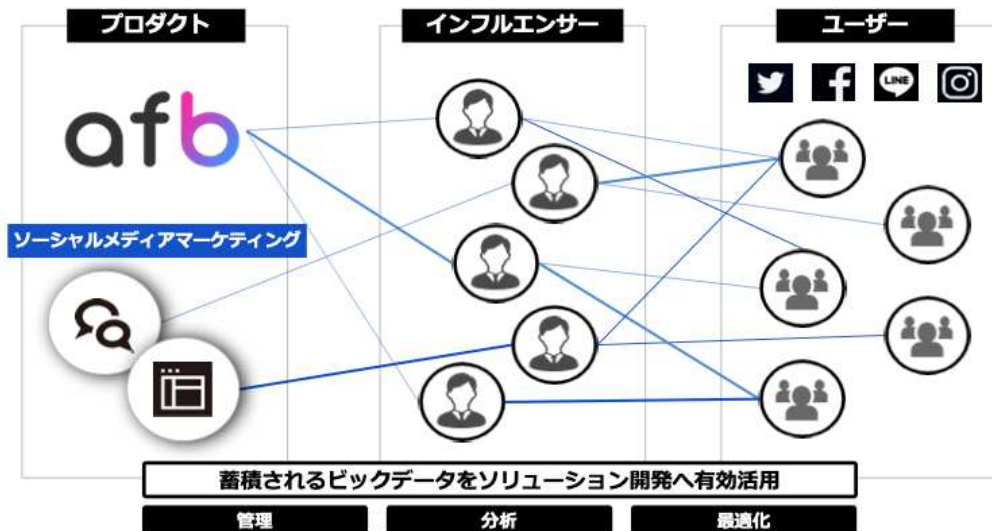 プロダクト
インフルエンサー
ユーザー
afb
LINE
ソーシャルメディアマーケティング
蓄積されるビックデータをソリューション開発へ有効活用
管理
分析
最適化